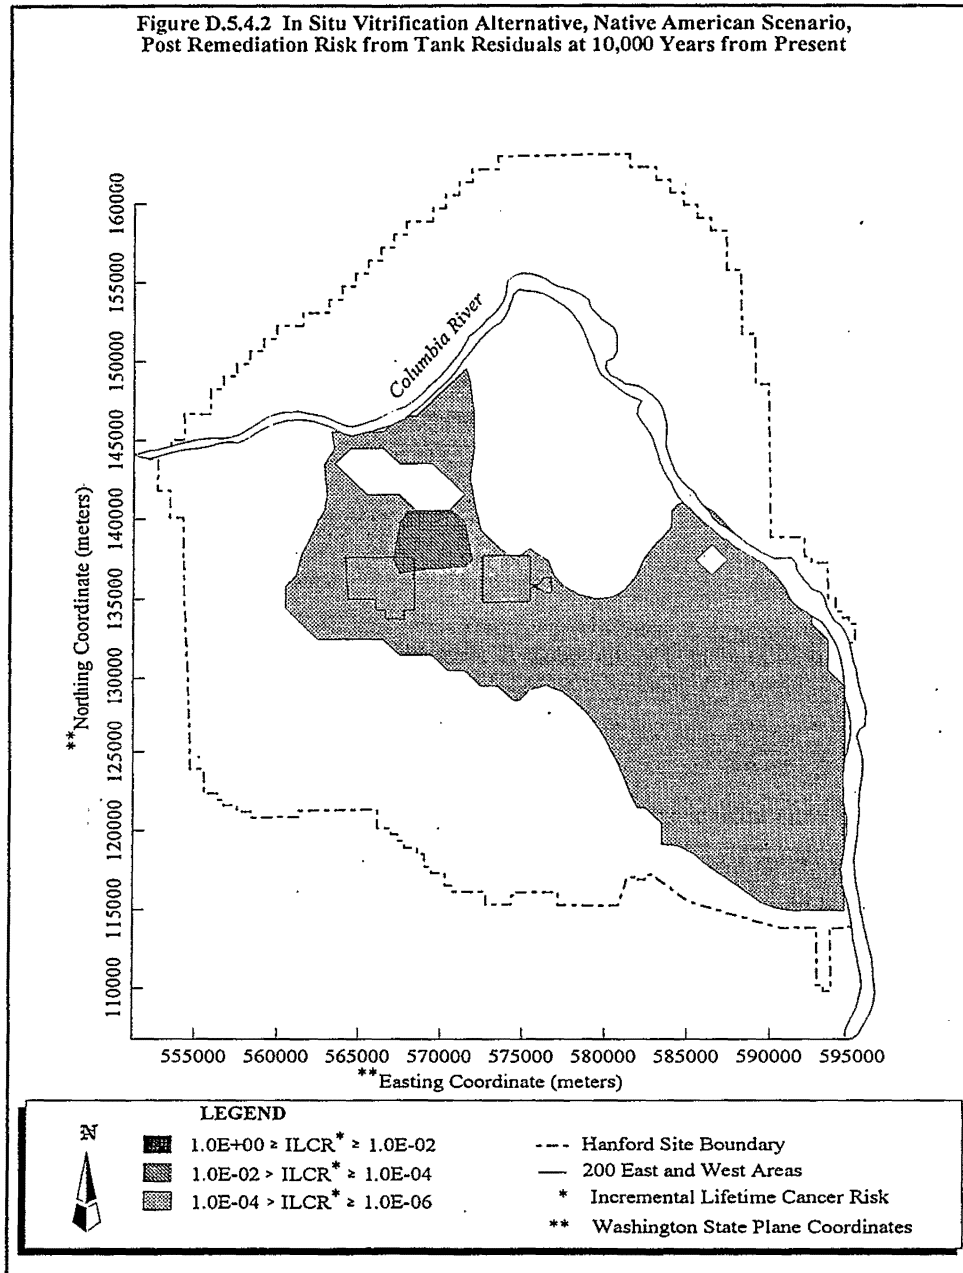 Figure D.5.4.2 In Situ Vitrification Alternative, Native American Scenario,
Post Remediation Risk from Tank Residuals at 10,000 Years from Present
160000
155000
150000
145000
140000
135000
130000
125000
120000
115000
110000
**Northing Coordinate (meters)
Columbia River
555000 560000 565000 570000 575000 580000 585000 590000 595000
**Easting Coordinate (meters)
LEGEND
N
1.0E+00 ≥ ILCR* ≥ 1.0E-02
1.0E-02 > ILCR* ≥ 1.0E-04
1.0E-04 > ILCR* ≥ 1.0E-06
Hanford Site Boundary
200 East and West Areas
* Incremental Lifetime Cancer Risk
** Washington State Plane Coordinates